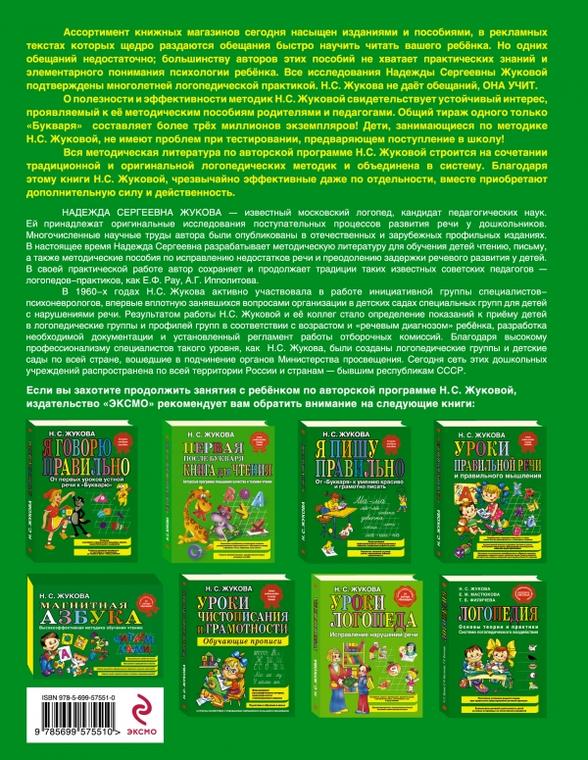 Ассортимент книжных магазинов сегодня насыщен изданиями и пособиями, в рекламных
текстах которых щедро раздаются обещания быстро научить читать вашего ребёнка. Но одних
обещаний недостаточно; большинству авторов этих пособий не хватает практических знаний и
элементарного понимания психологии ребёнка. Все исследования Надежды Сергеевны Жуковой
подтверждены многолетней логопедической практикой. Н.С. Жукова не даёт обещаний, ОНА УЧИТ.
О полезности и эффективности методик Н.С. Жуковой свидетельствует устойчивый интерес,
проявляемый к её методическим пособиям родителями и педагогами. Общий тираж одного только
«Букваря» составляет более трёх миллионов экземпляров! Дети, занимающиеся по методике
Н.С. Жуковой, не имеют проблем при тестировании, предваряющем поступление в школу!
Вся методическая литература по авторской программе Н.С. Жуковой строится на сочетании
традиционной и оригинальной логопедических методик и объединена в систему. Благодаря
этому книги Н.С. Жуковой, чрезвычайно эффективные даже по отдельности, вместе приобретают
дополнительную силу и действенность.
НАДЕЖДА СЕРГЕЕВНА ЖУКОВА — известный московский логопед, кандидат педагогических наук.
Ей принадлежат оригинальные исследования поступательных процессов развития речи у дошкольников.
Многочисленные научные труды автора были опубликованы в отечественных и зарубежных профильных изданиях.
В настоящее время Надежда Сергеевна разрабатывает методическую литературу для обучения детей чтению, письму,
а также методические пособия по исправлению недостатков речи и преодолению задержки речевого развития у детей.
В своей практической работе автор сохраняет и продолжает традиции таких известных советских педагогов —
логопедов–практиков, как Е.Ф. Рау, А.Г. Ипполитова.
В 1960–х годах Н.С. Жукова активно участвовала в работе инициативной группы специалистов–
психоневрологов, впервые вплотную занявшихся вопросами организации в детских садах специальных групп для детей
с нарушениями речи. Результатом работы Н.С. Жуковой и её коллег стало определение показаний к приёму детей
в логопедические группы и профилей групп в соответствии с возрастом и «речевым диагнозом» ребёнка, разработка
необходимой документации и установленный регламент работы отборочных комиссий. Благодаря высокому
профессионализму специалистов такого уровня, как Н.С. Жукова, были созданы логопедические группы и детские
сады по всей стране, вошедшие в подчинение органов Министерства просвещения. Сегодня сеть этих дошкольных
учреждений распространена по всей территории России и странам — бывшим республикам СССР.
Если вы захотите продолжить занятия с ребёнком по авторской программе Н.С. Жуковой,
издательство «ЭКСМО» рекомендует вам обратить внимание на следующие книги:
Н. С. ЖУКОВА
Я ГОВОРЮ
ПРАВИЛЬНО
От первых уроков устной
речи к «Букварю»
Н. С. ЖУКОВА
ПЕРВАЯ
ПОСЛЕ БУКВАРЯ
КНИГА для ЧТЕНИЯ
Н. С. ЖУКОВА
Я ПИШУ
ПРАВИЛЬНО
От «Букваря» к умению красиво
и грамотно писать
Н. С. ЖУКОВА
УРОКИ
ПРАВИЛЬНОЙ РЕЧИ
и правильного мышления
Н. С. ЖУКОВА
МАГНИТНАЯ
АЗБУКА
Высокоэффективная методика обучения чтению
Н. С. ЖУКОВА
УРОКИ
ЧИСТОПИСАНИЯ
И ГРАМОТНОСТИ
Обучающие прописи
Н. С. ЖУКОВА
УРОКИ
ЛОГОПЕДА
Исправление нарушений речи
Н. С. ЖУКОВА
Е. М. МАСТЮКОВА
Т. Б. ФИЛИЧЕВА
ЛОГОПЕДИЯ
Основы теории и практики
Система логопедического воздействия
ISBN 978-5-699-57551-0
9 785699 575510 >
ЭКСМО